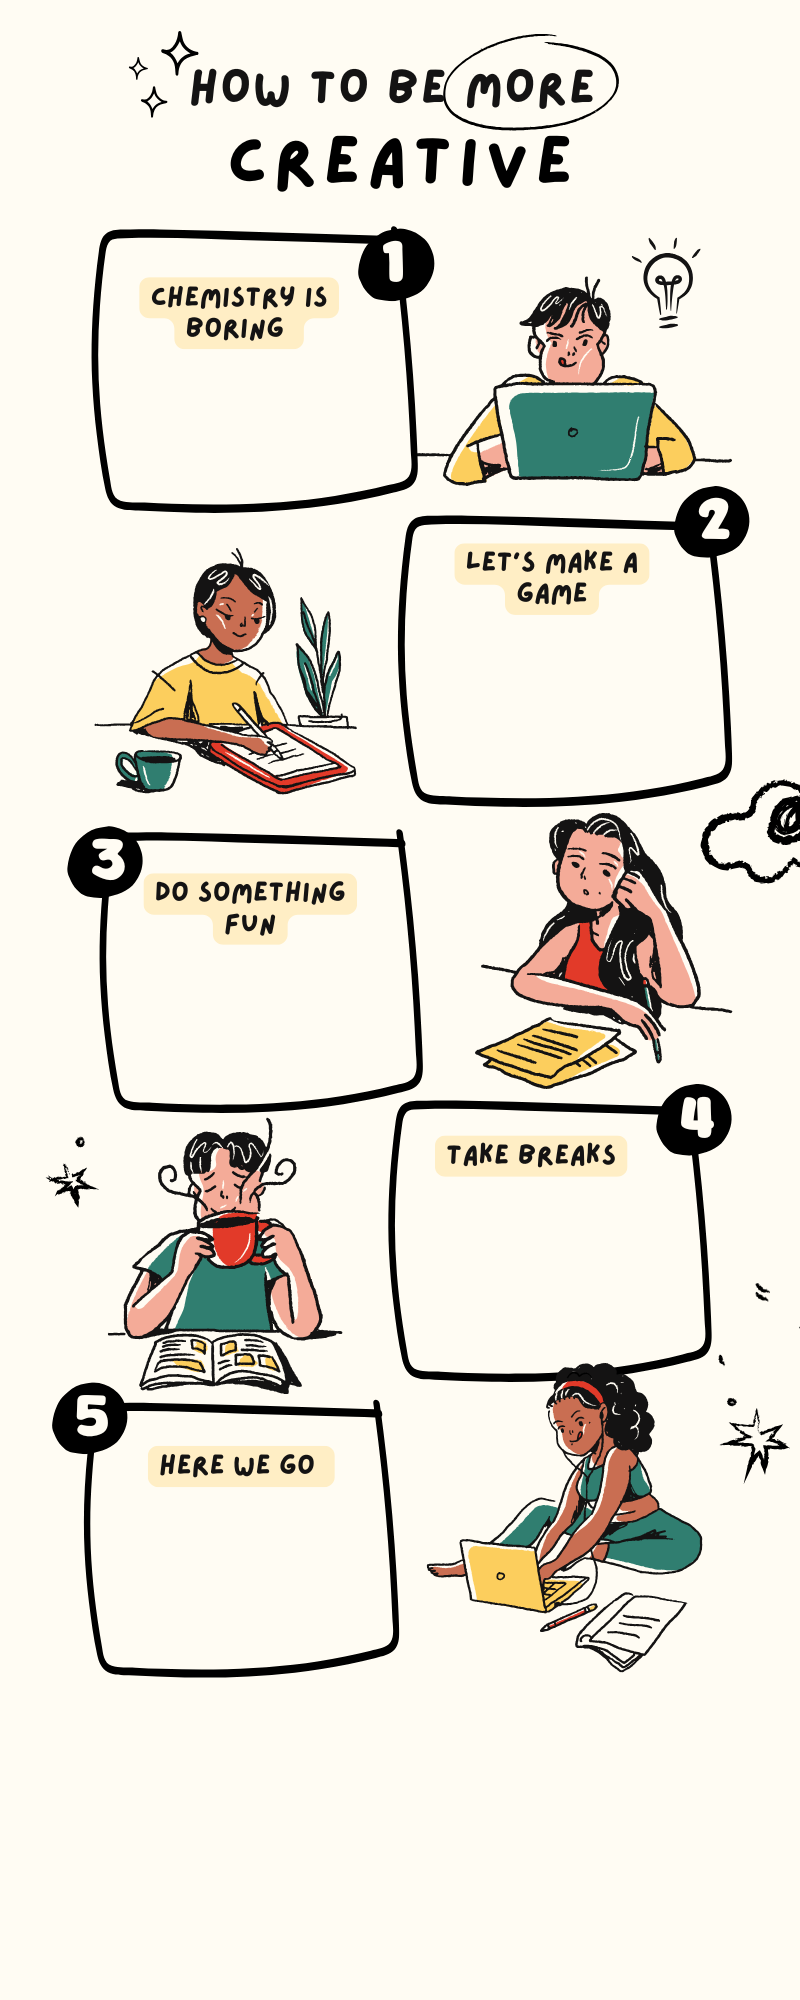 HOW TO BE MORE
CREATIVE
1
CHEMISTRY IS
BORING
2
LET'S MAKE A
GAME
3
DO SOMETHING
FUN
4
TAKE BREAKS
5
HERE WE GO